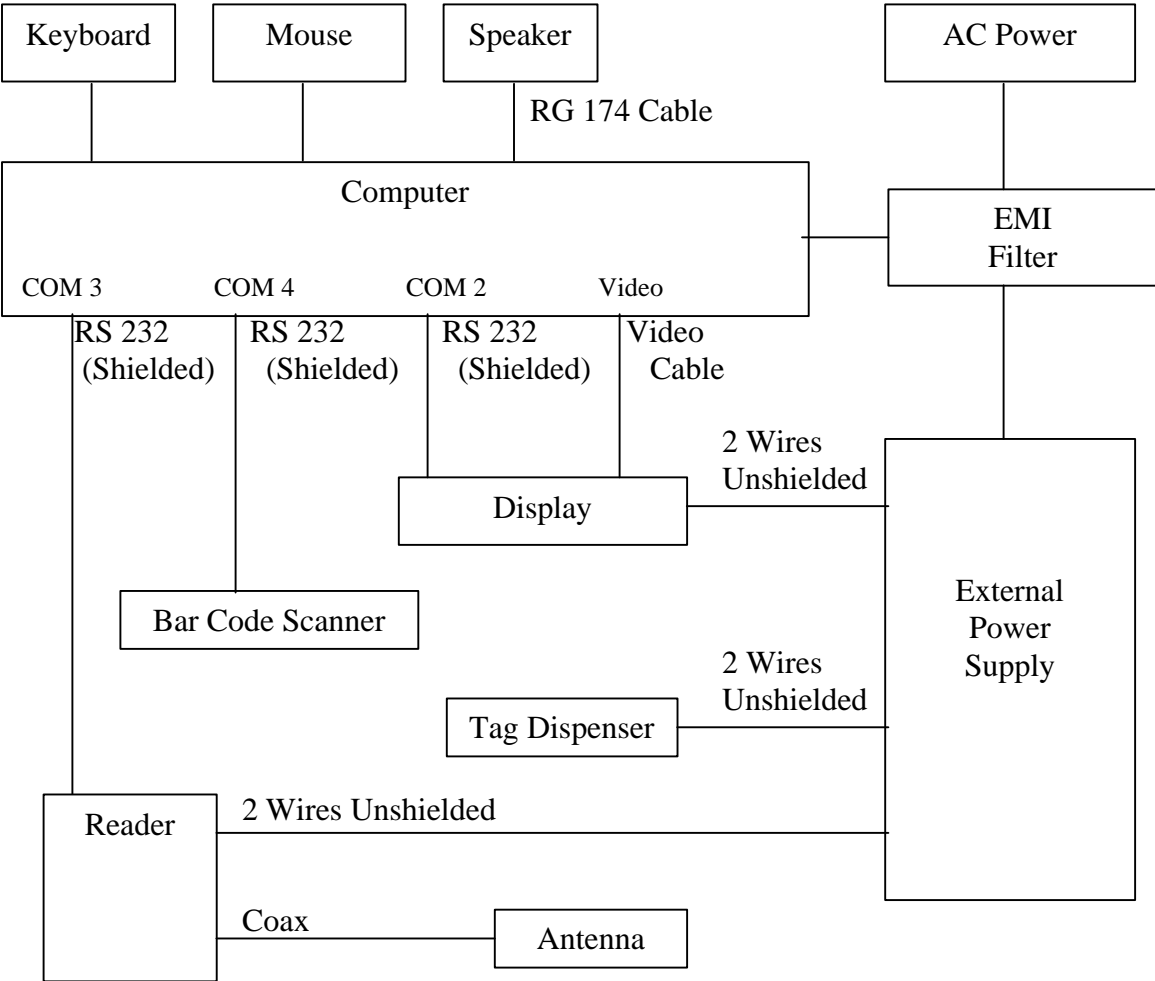 Keyboard
Mouse
Speaker
AC Power
RG 174 Cable
Computer
EMI
Filter
COM 3
COM 4
COM 2
Video
RS 232
(Shielded)
RS 232
(Shielded)
RS 232
(Shielded)
Video
Cable
2 Wires
Unshielded
Display
External
Power
Supply
Bar Code Scanner
2 Wires
Unshielded
Tag Dispenser
Reader
2 Wires Unshielded
Coax
Antenna